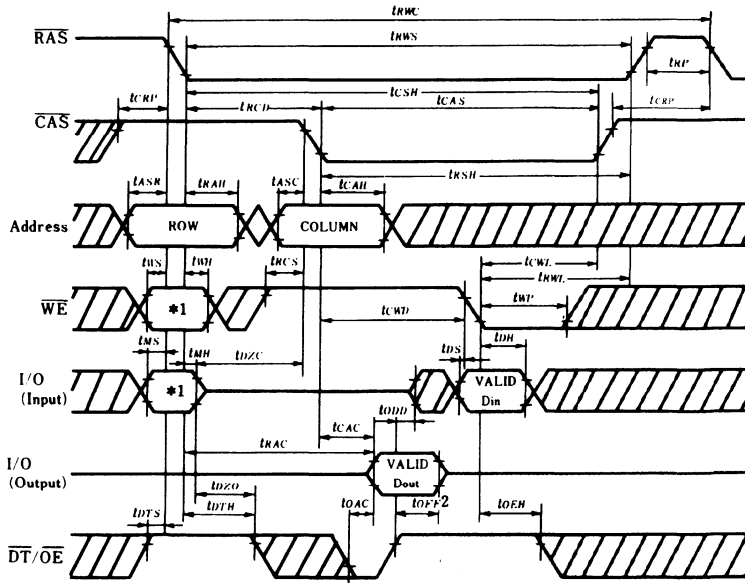 tRWC
RAS
tRWS
tRP
tCSH
tCRP
tRCD
tCAS
tCRP
CAS
tRSH
tASR
tRAH
tASC
tCAH
Address
ROW
COLUMN
tCWL
tWS
tWH
tRCS
tRWL
tWP
WE
*1
tCWD
tMS
tMH
tDZC
tDS
tDH
I/O
(Input)
*1
VALID
Din
tODD
tCAC
tRAC
I/O
(Output)
VALID
Dout
tDZO
tOAC
tOFF2
tDTS
tDTH
tOEH
DT/OE